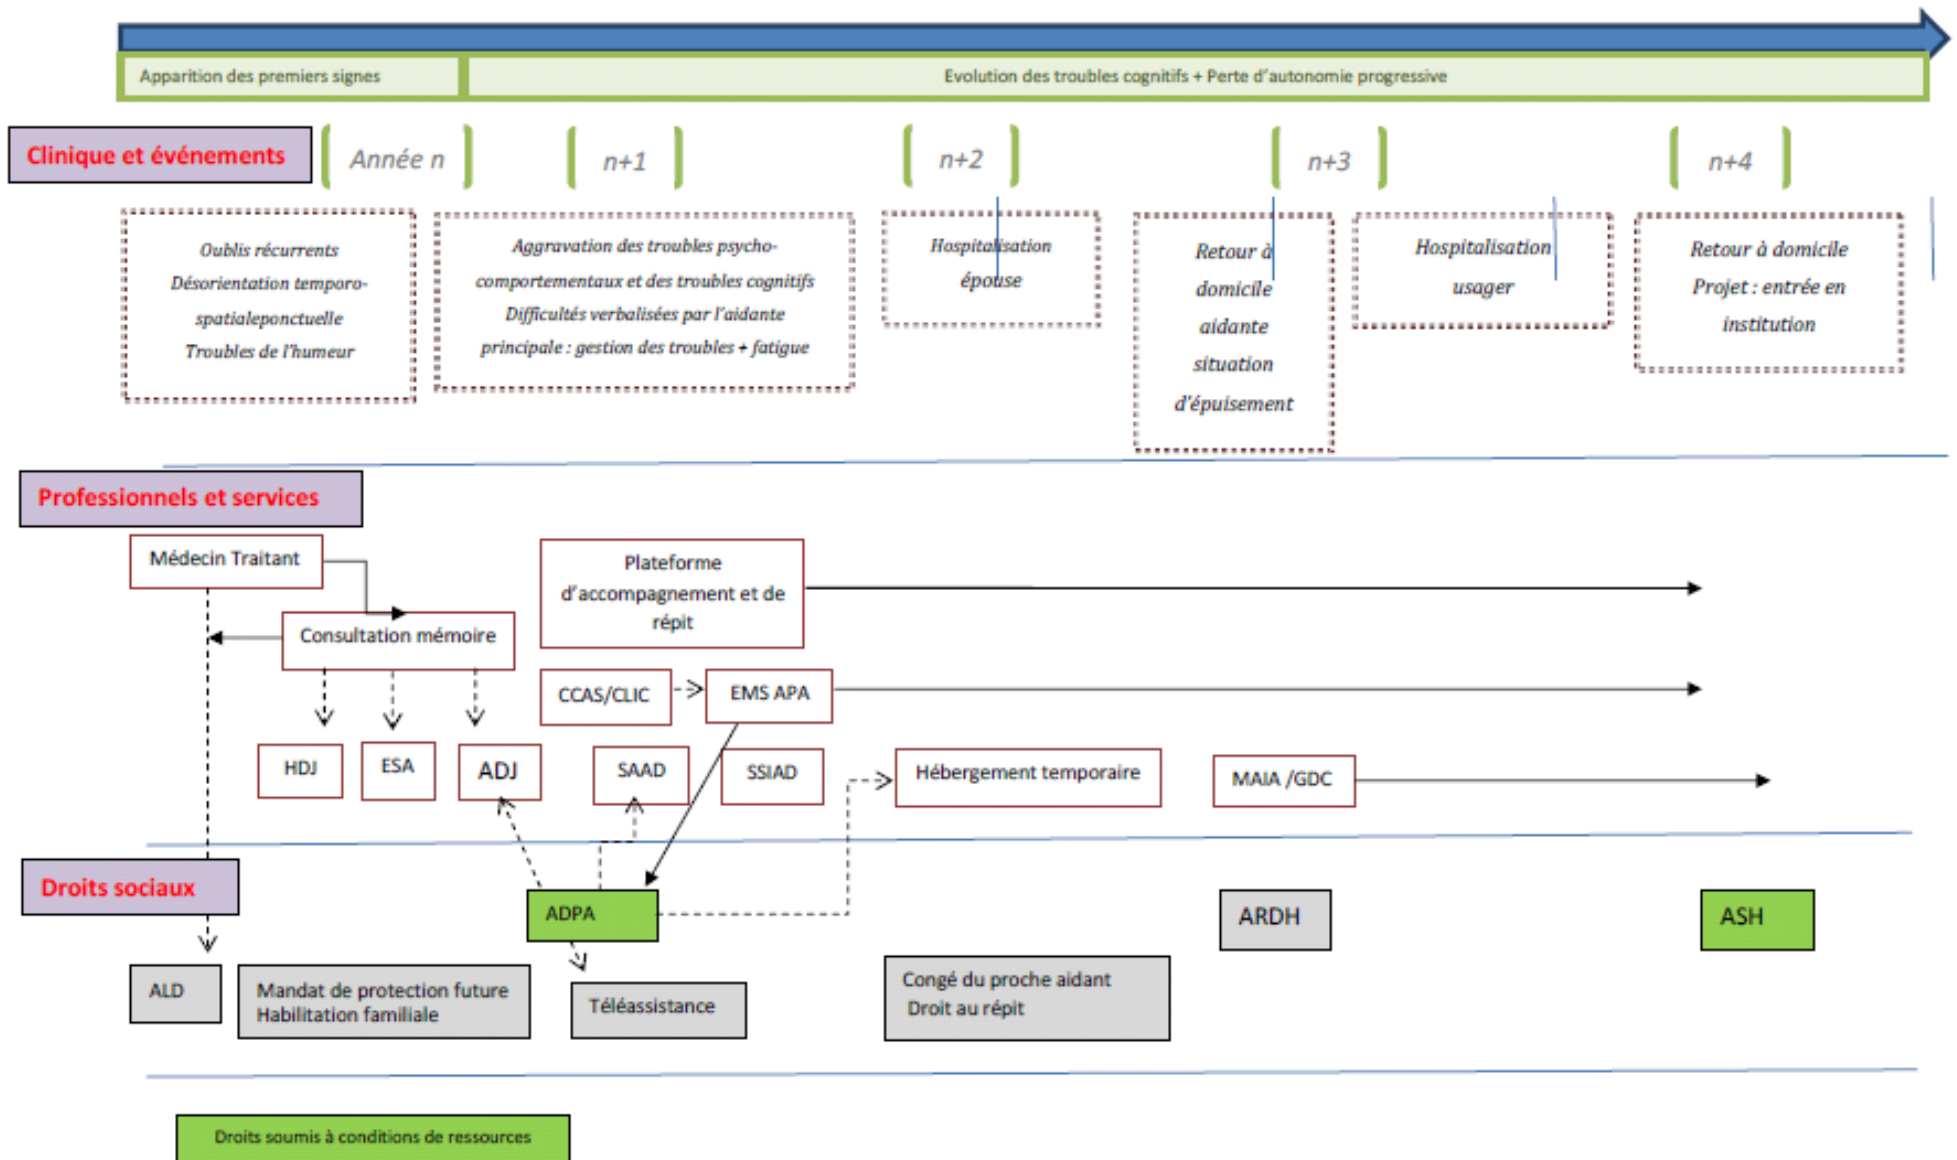 Apparition des premiers signes
Evolution des troubles cognitifs + Perte d'autonomie progressive
Clinique et événements
Année n
n+1
n+2
n+3
n+4
Oublis récurrents
Désorientation temporo-
spatialeponctuelle
Troubles de l'humeur
Aggravation des troubles psycho-
comportementaux et des troubles cognitifs
Difficultés verbalisées par l'aidante
principale : gestion des troubles + fatigue
Hospitalisation
épouse
Retour à
domicile
aidante
situation
d'épuisement
Hospitalisation
usager
Retour à domicile
Projet : entrée en
institution
Professionnels et services
Médecin Traitant
Consultation mémoire
Plateforme
d'accompagnement et de
répit
CCAS/CLIC
EMS APA
HDJ
ESA
ADJ
SAAD
SSIAD
Hébergement temporaire
MAIA /GDC
Droits sociaux
ADPA
ARDH
ASH
ALD
Mandat de protection future
Habilitation familiale
Téléassistance
Congé du proche aidant
Droit au répit
Droits soumis à conditions de ressources